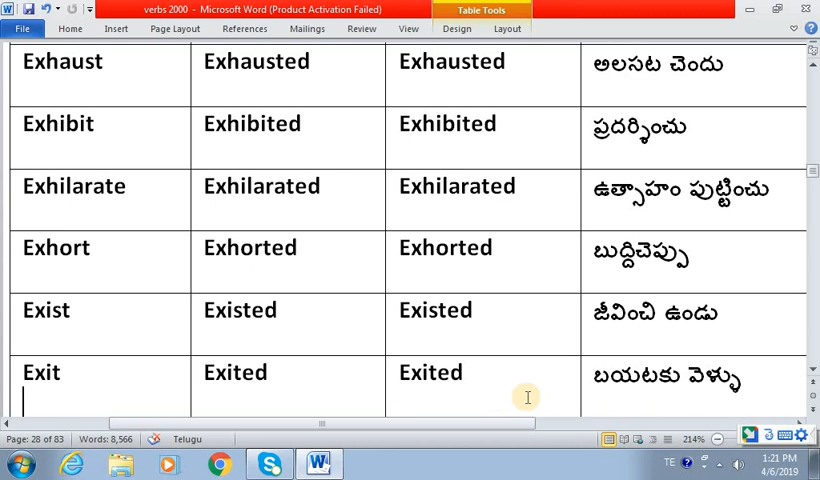 verbs 2000 - Microsoft Word (Product Activation Failed)
Table Tools
File Home Insert Page Layout References Mailings Review View Design Layout
Exhaust Exhausted Exhausted అలసట చెందు
Exhibit Exhibited Exhibited ప్రదర్శించు
Exhilarate Exhilarated Exhilarated ఉత్సాహం పుట్టించు
Exhort Exhorted Exhorted బుద్దిచెప్పు
Exist Existed Existed జీవించి ఉండు
Exit Exited Exited బయటకు వెళ్ళు
Page: 28 of 83 Words: 8,566 Telugu 214%
TE 1:21 PM
4/6/2019